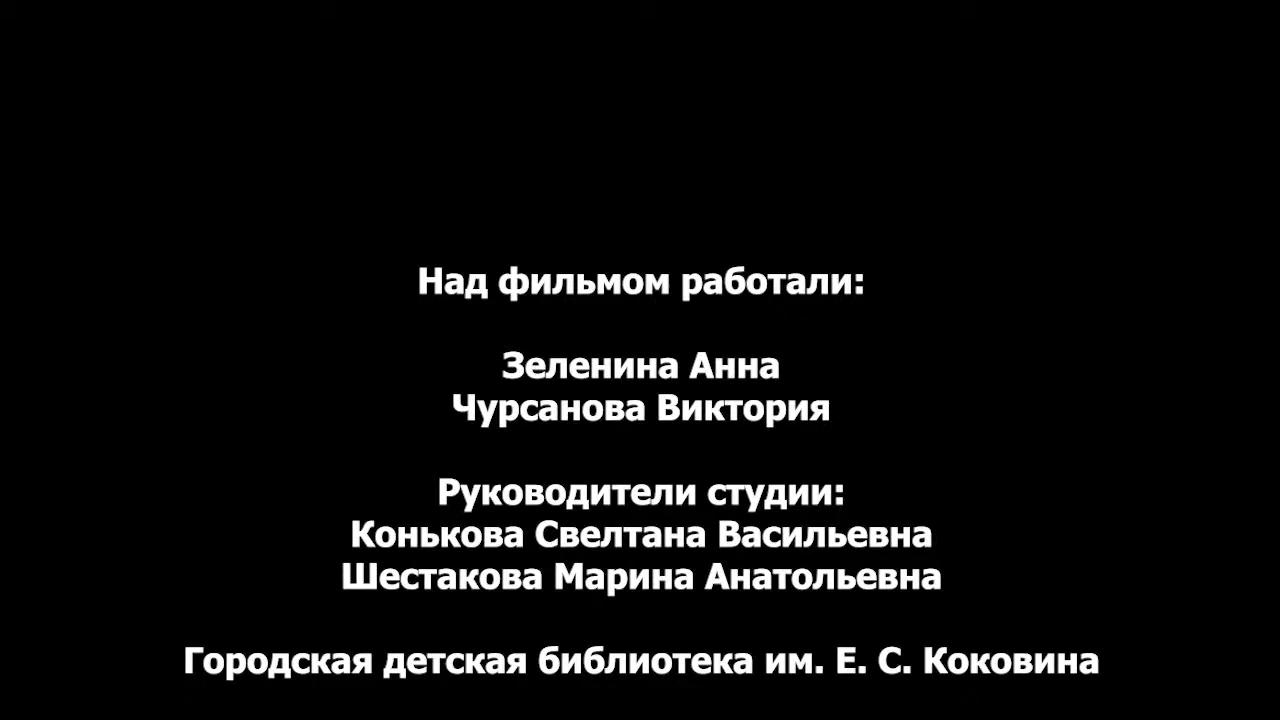 Над фильмом работали:
Зеленина Анна
Чурсанова Виктория
Руководители студии:
Конькова Свелтана Васильевна
Шестакова Марина Анатольевна
Городская детская библиотека им. Е. С. Коковина